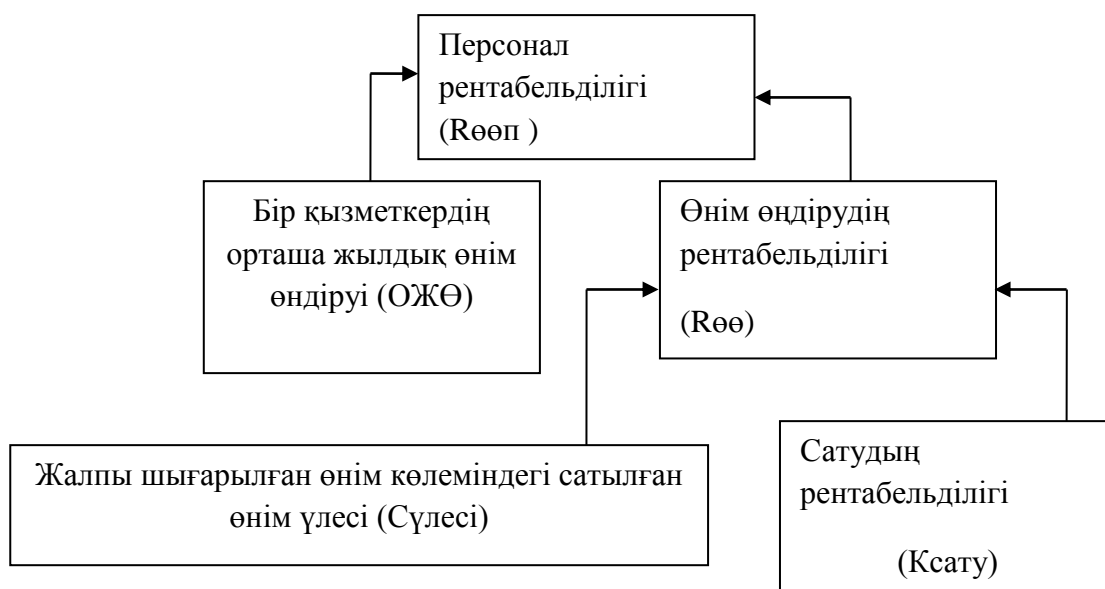 Персонал
рентабельділігі
(Rөөп )
Бір қызметкердің
орташа жылдық өнім
өндіруі (ОЖӨ)
Өнім өңдірудің
рентабельділігі
(Rөө)
Жалпы шығарылған өнім көлеміндегі сатылған
өнім үлесі (Сүлесі)
Сатудың
рентабельділігі
(Ксату)